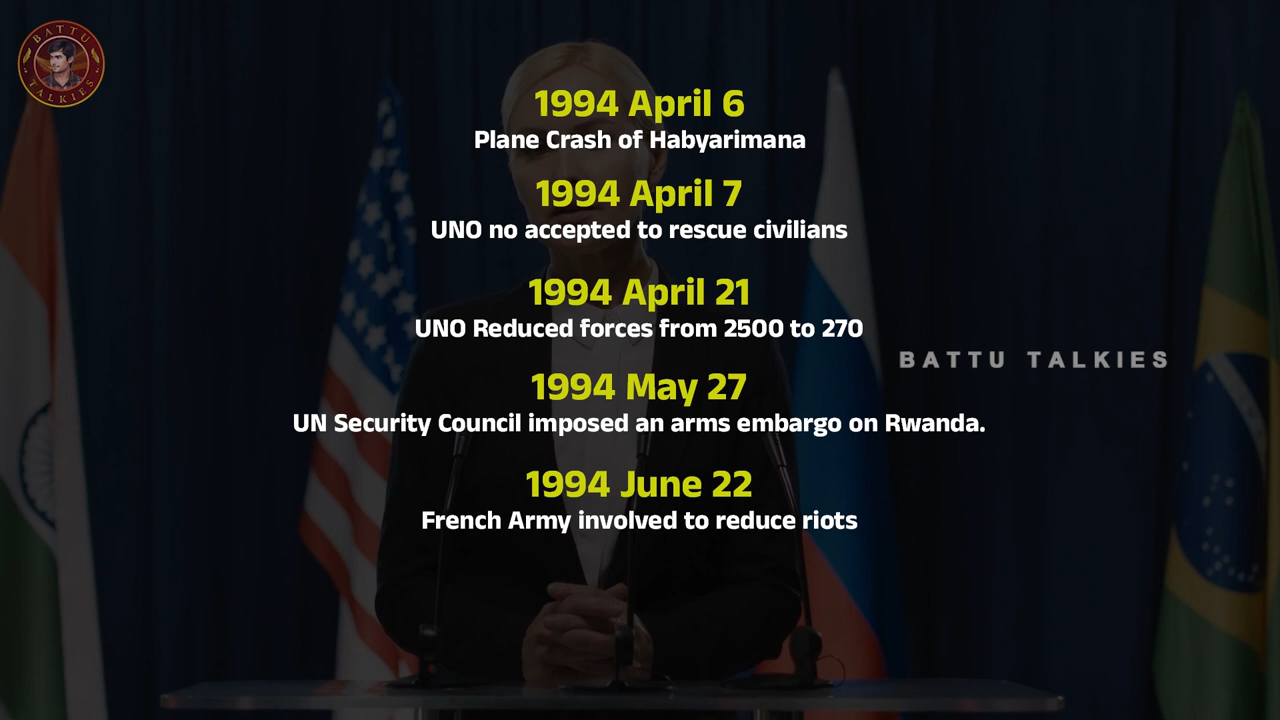 BATTU
TALKIES
1994 April 6
Plane Crash of Habyarimana
1994 April 7
UNO no accepted to rescue civilians
1994 April 21
UNO Reduced forces from 2500 to 270
BATTU TALKIES
1994 May 27
UN Security Council imposed an arms embargo on Rwanda.
1994 June 22
French Army involved to reduce riots